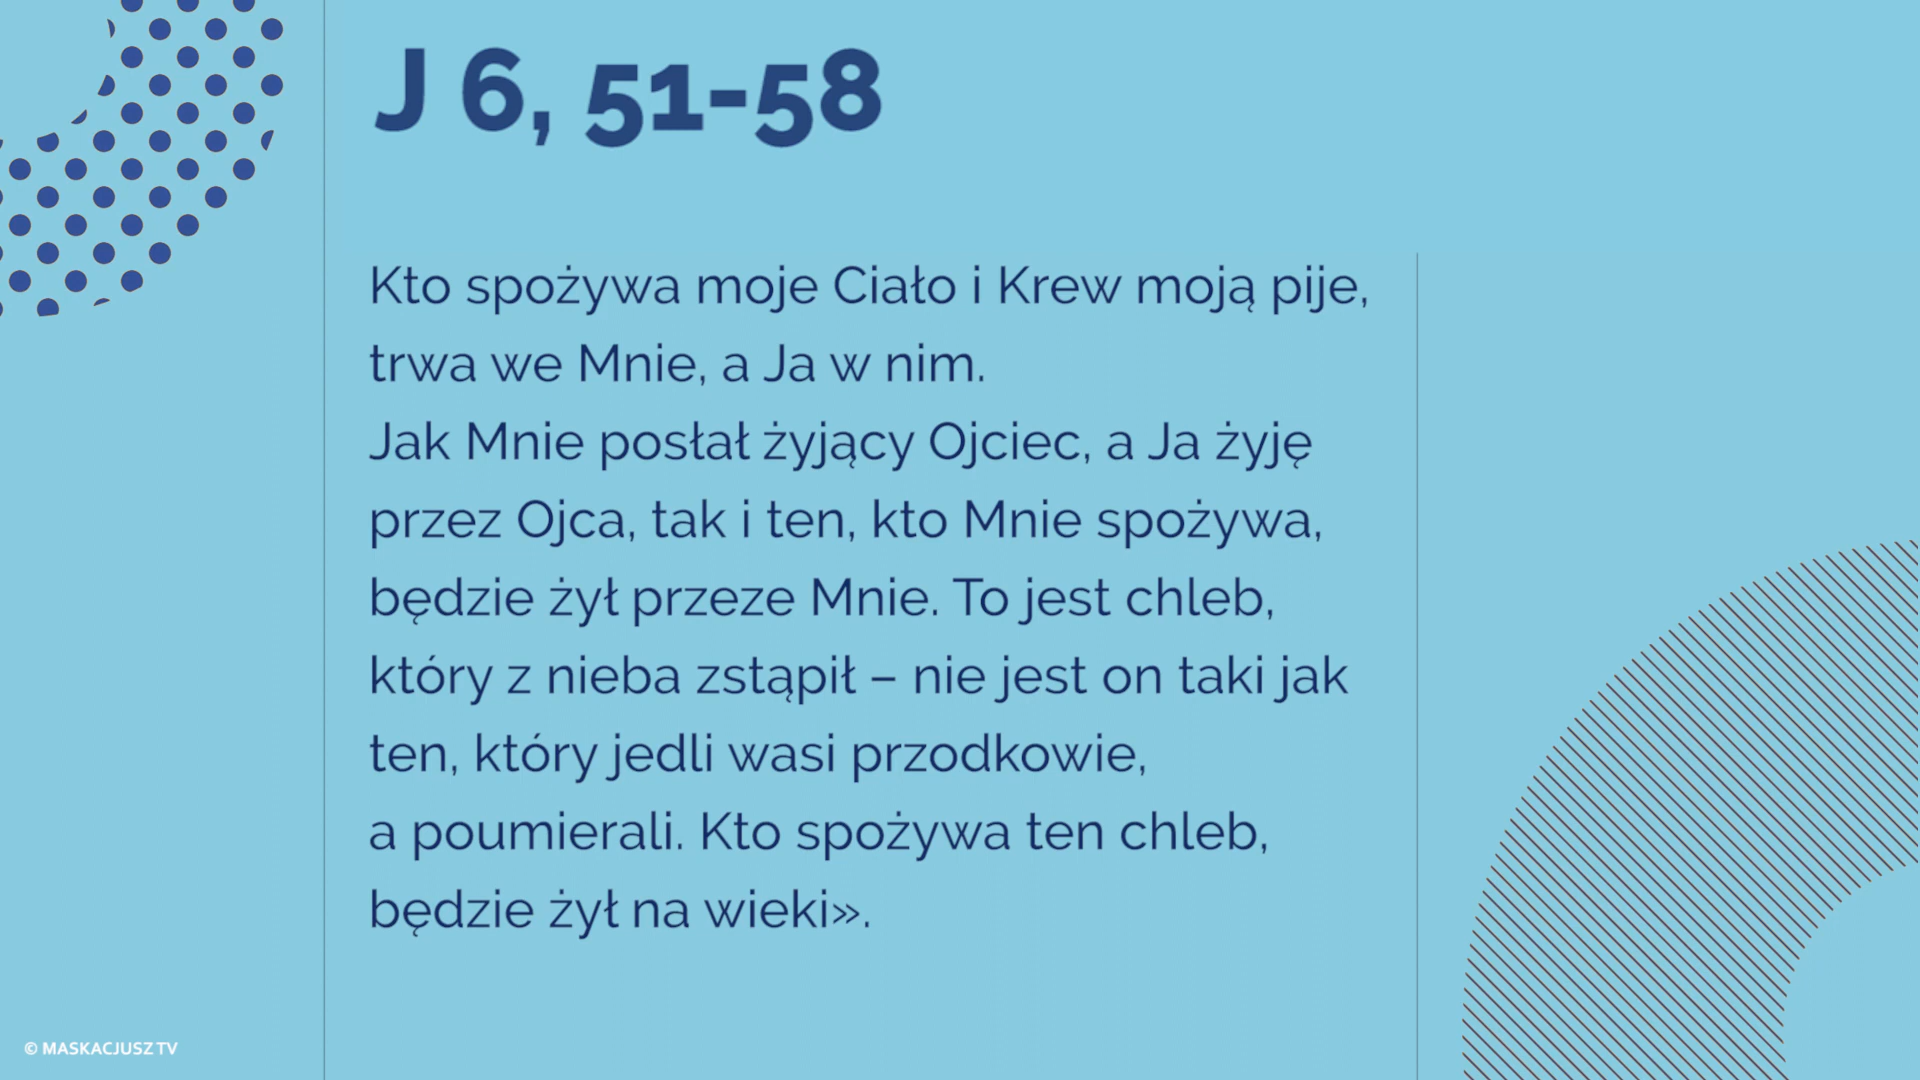 J 6, 51-58
Kto spożywa moje Ciało i Krew moją pije,
trwa we Mnie, a Ja w nim.
Jak Mnie posłał żyjący Ojciec, a Ja żyję
przez Ojca, tak i ten, kto Mnie spożywa,
będzie żył przeze Mnie. To jest chleb,
który z nieba zstąpił – nie jest on taki jak
ten, który jedli wasi przodkowie,
a poumierali. Kto spożywa ten chleb,
będzie żył na wieki».
© MASKACJUSZ TV